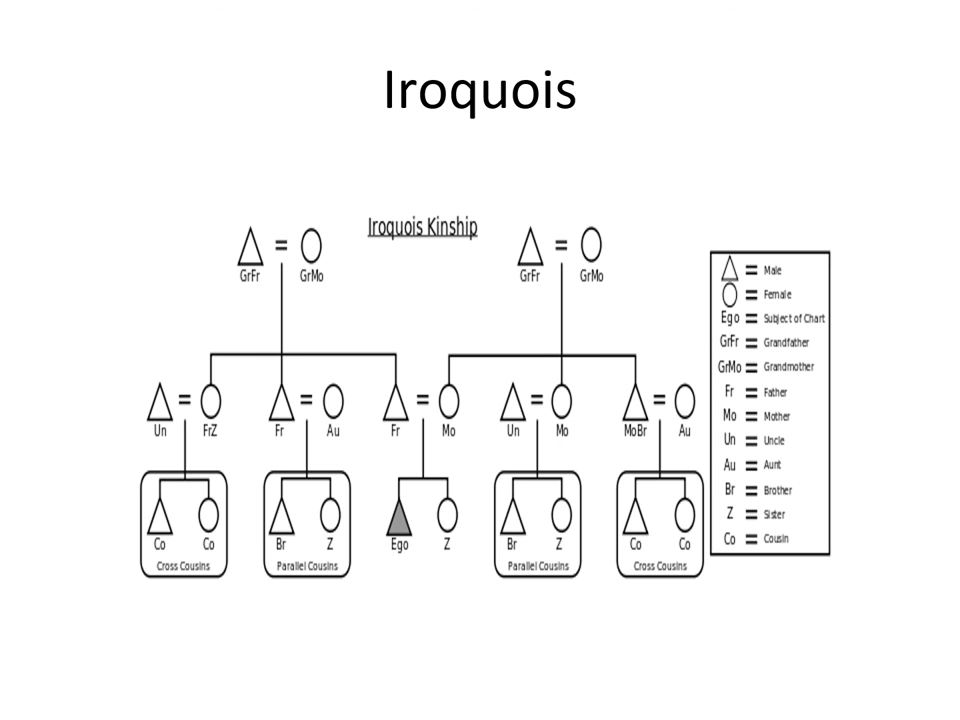 Iroquois
Iroquois Kinship
GrFr = GrMo GrFr = GrMo
Un = FrZ Fr = Au Fr = Mo Un = Mo MoBr = Au
Co Co Br Z Ego Z Br Z Co Co
Cross Cousins Parallel Cousins Parallel Cousins Cross Cousins
= Male
= Female
Ego = Subject of Chart
GrFr = Grandfather
GrMo = Grandmother
Fr = Father
Mo = Mother
Un = Uncle
Au = Aunt
Br = Brother
Z = Sister
Co = Cousin